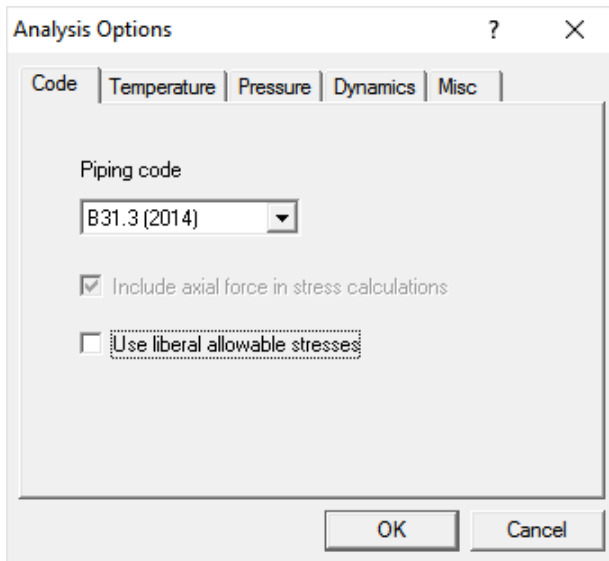 Analysis Options ?
Code Temperature Pressure Dynamics Misc
Piping code
B31.3 (2014)
Include axial force in stress calculations
Use liberal allowable stresses
OK Cancel